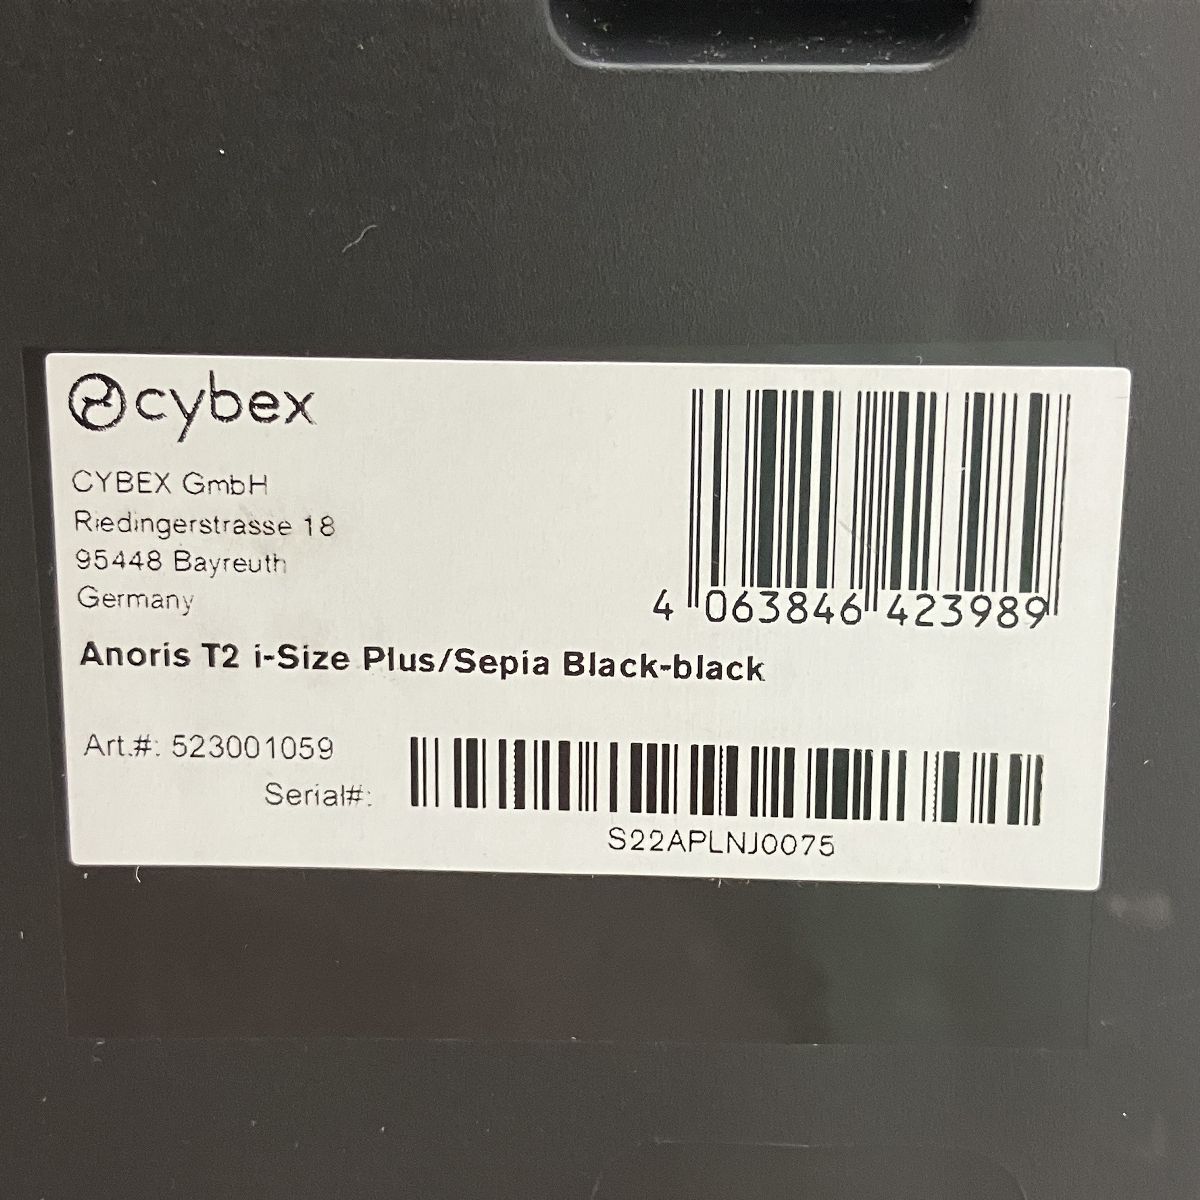 cybex
CYBEX GmbH
Riedingerstrasse 18
95448 Bayreuth
Germany
4 063846 423989
Anoris T2 i-Size Plus/Sepia Black-black
Art.#: 523001059
Serial#:
S22APLNJ0075